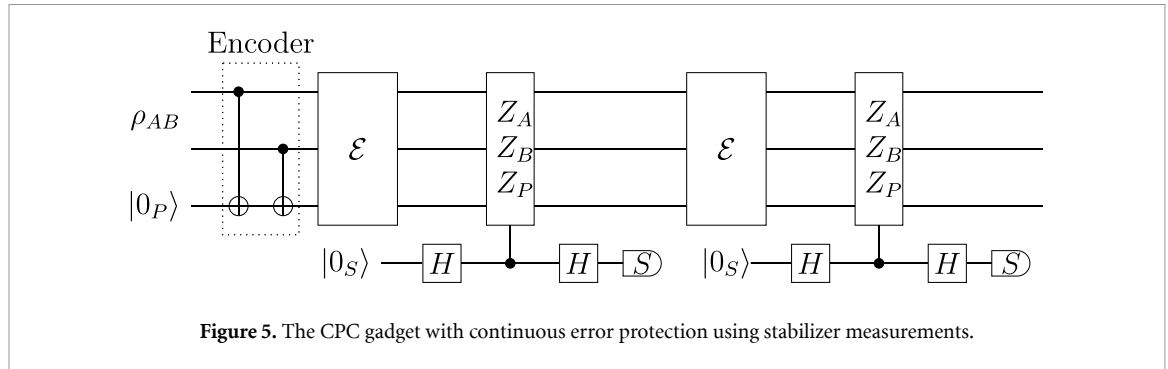 Encoder
ρ_AB
|0_P⟩
ℰ
Z_A
Z_B
Z_P
|0_S⟩ H H S
ℰ
Z_A
Z_B
Z_P
|0_S⟩ H H S
Figure 5. The CPC gadget with continuous error protection using stabilizer measurements.